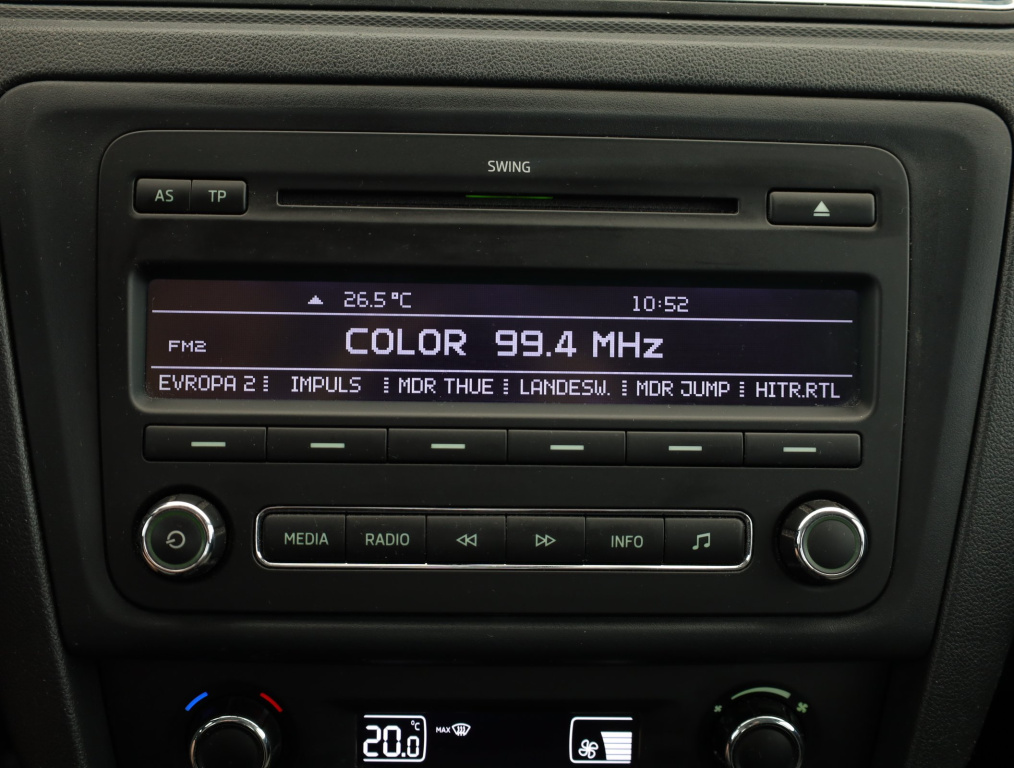 SWING
AS TP
26.5°C 10:52
FM2 COLOR 99.4 MHz
EVROPA 2 IMPULS MDR THUE LANDESW. MDR JUMP HITR.RTL
MEDIA RADIO INFO
20.0 °C MAX